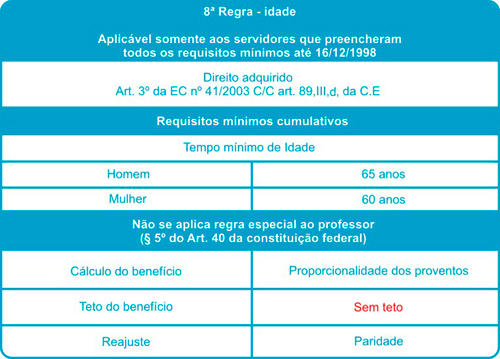 8ª Regra - idade
Aplicável somente aos servidores que preencheram
todos os requisitos mínimos até 16/12/1998
Direito adquirido
Art. 3º da EC nº 41/2003 C/C art. 89,III,d, da C.E
Requisitos mínimos cumulativos
Tempo mínimo de Idade
Homem 65 anos
Mulher 60 anos
Não se aplica regra especial ao professor
(§ 5º do Art. 40 da constituição federal)
Cálculo do benefício Proporcionalidade dos proventos
Teto do benefício Sem teto
Reajuste Paridade